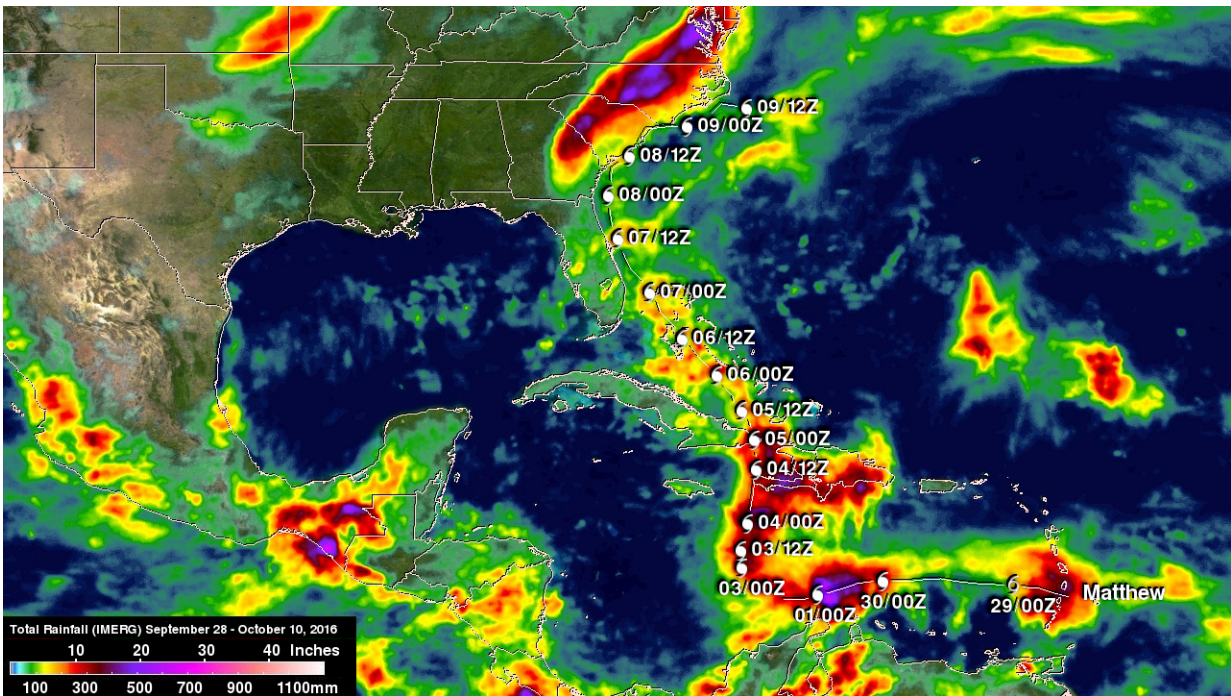 09/12Z
09/00Z
08/12Z
08/00Z
07/12Z
07/00Z
06/12Z
06/00Z
05/12Z
05/00Z
04/12Z
04/00Z
03/12Z
03/00Z
01/00Z
30/00Z
29/00Z
Matthew
Total Rainfall (IMERG) September 28 - October 10, 2016
10 20 30 40 Inches
100 300 500 700 900 1100mm